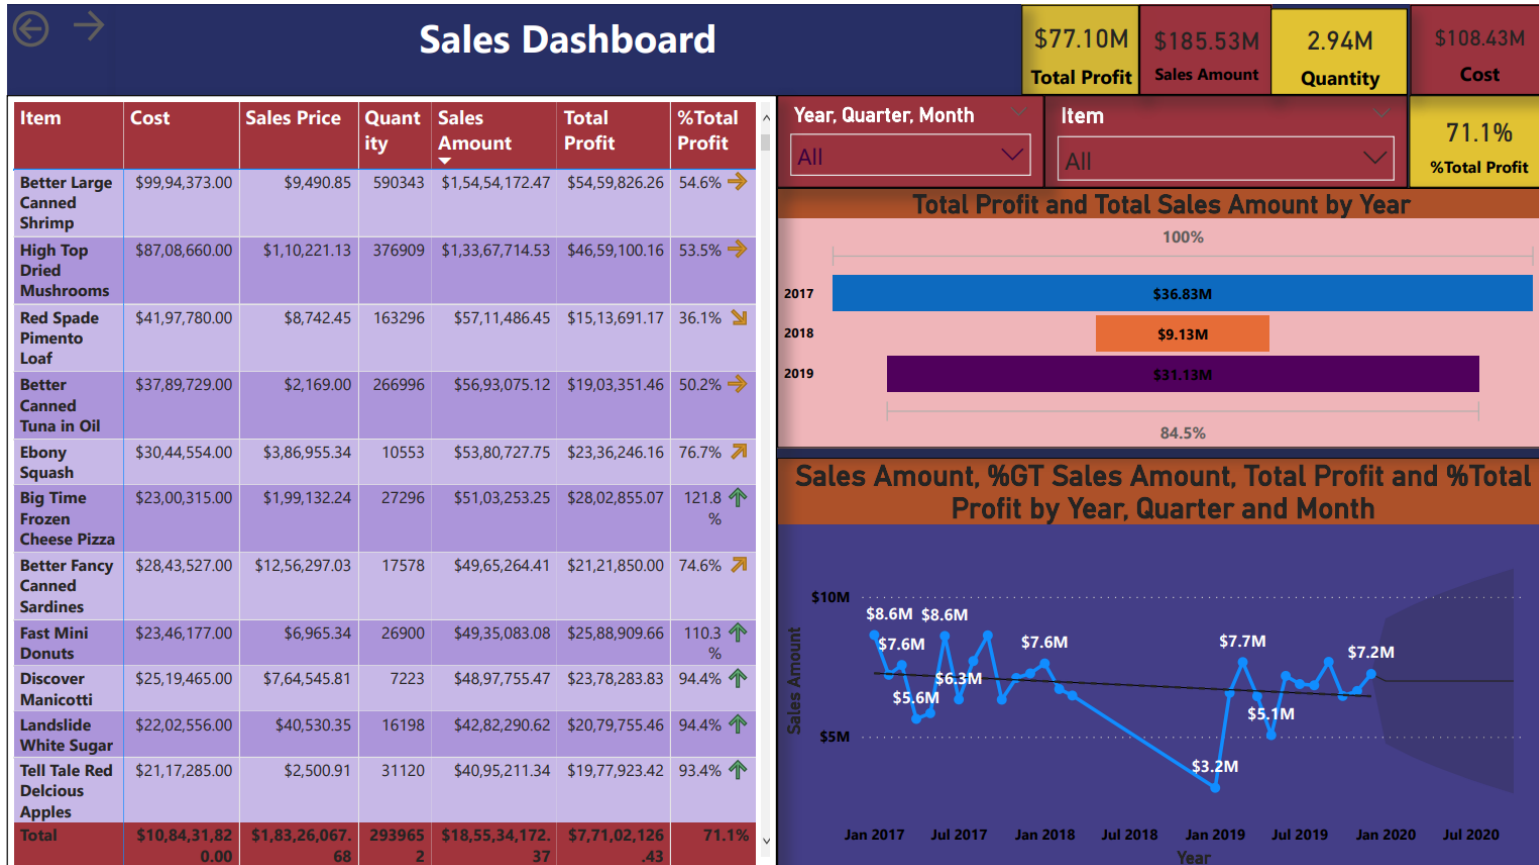 Sales Dashboard
$77.10M
Total Profit
$185.53M
Sales Amount
2.94M
Quantity
$108.43M
Cost
Item Cost Sales Price Quant Sales Total %Total
ity Amount Profit Profit
Better Large $99,94,373.00 $9,490.85 590343 $1,54,54,172.47 $54,59,826.26 54.6%
Canned
Shrimp
High Top $87,08,660.00 $1,10,221.13 376909 $1,33,67,714.53 $46,59,100.16 53.5%
Dried
Mushrooms
Red Spade $41,97,780.00 $8,742.45 163296 $57,11,486.45 $15,13,691.17 36.1%
Pimento
Loaf
Better $37,89,729.00 $2,169.00 266996 $56,93,075.12 $19,03,351.46 50.2%
Canned
Tuna in Oil
Ebony $30,44,554.00 $3,86,955.34 10553 $53,80,727.75 $23,36,246.16 76.7%
Squash
Big Time $23,00,315.00 $1,99,132.24 27296 $51,03,253.25 $28,02,855.07 121.8
Frozen %
Cheese Pizza
Better Fancy $28,43,527.00 $12,56,297.03 17578 $49,65,264.41 $21,21,850.00 74.6%
Canned
Sardines
Fast Mini $23,46,177.00 $6,965.34 26900 $49,35,083.08 $25,88,909.66 110.3
Donuts %
Discover $25,19,465.00 $7,64,545.81 7223 $48,97,755.47 $23,78,283.83 94.4%
Manicotti
Landslide $22,02,556.00 $40,530.35 16198 $42,82,290.62 $20,79,755.46 94.4%
White Sugar
Tell Tale Red $21,17,285.00 $2,500.91 31120 $40,95,211.34 $19,77,923.42 93.4%
Delcious
Apples
Total $10,84,31,82 $1,83,26,067. 293965 $18,55,34,172. $7,71,02,126 71.1%
0.00 68 2 37 .43
Year, Quarter, Month
All
Item
All
71.1%
%Total Profit
Total Profit and Total Sales Amount by Year
100%
2017 $36.83M
2018 $9.13M
2019 $31.13M
84.5%
Sales Amount, %GT Sales Amount, Total Profit and %Total
Profit by Year, Quarter and Month
Sales Amount
$10M
$5M
$8.6M $8.6M
$7.6M
$5.6M
$6.3M
$7.6M
$3.2M
$7.7M
$5.1M
$7.2M
Jan 2017 Jul 2017 Jan 2018 Jul 2018 Jan 2019 Jul 2019 Jan 2020 Jul 2020
Year